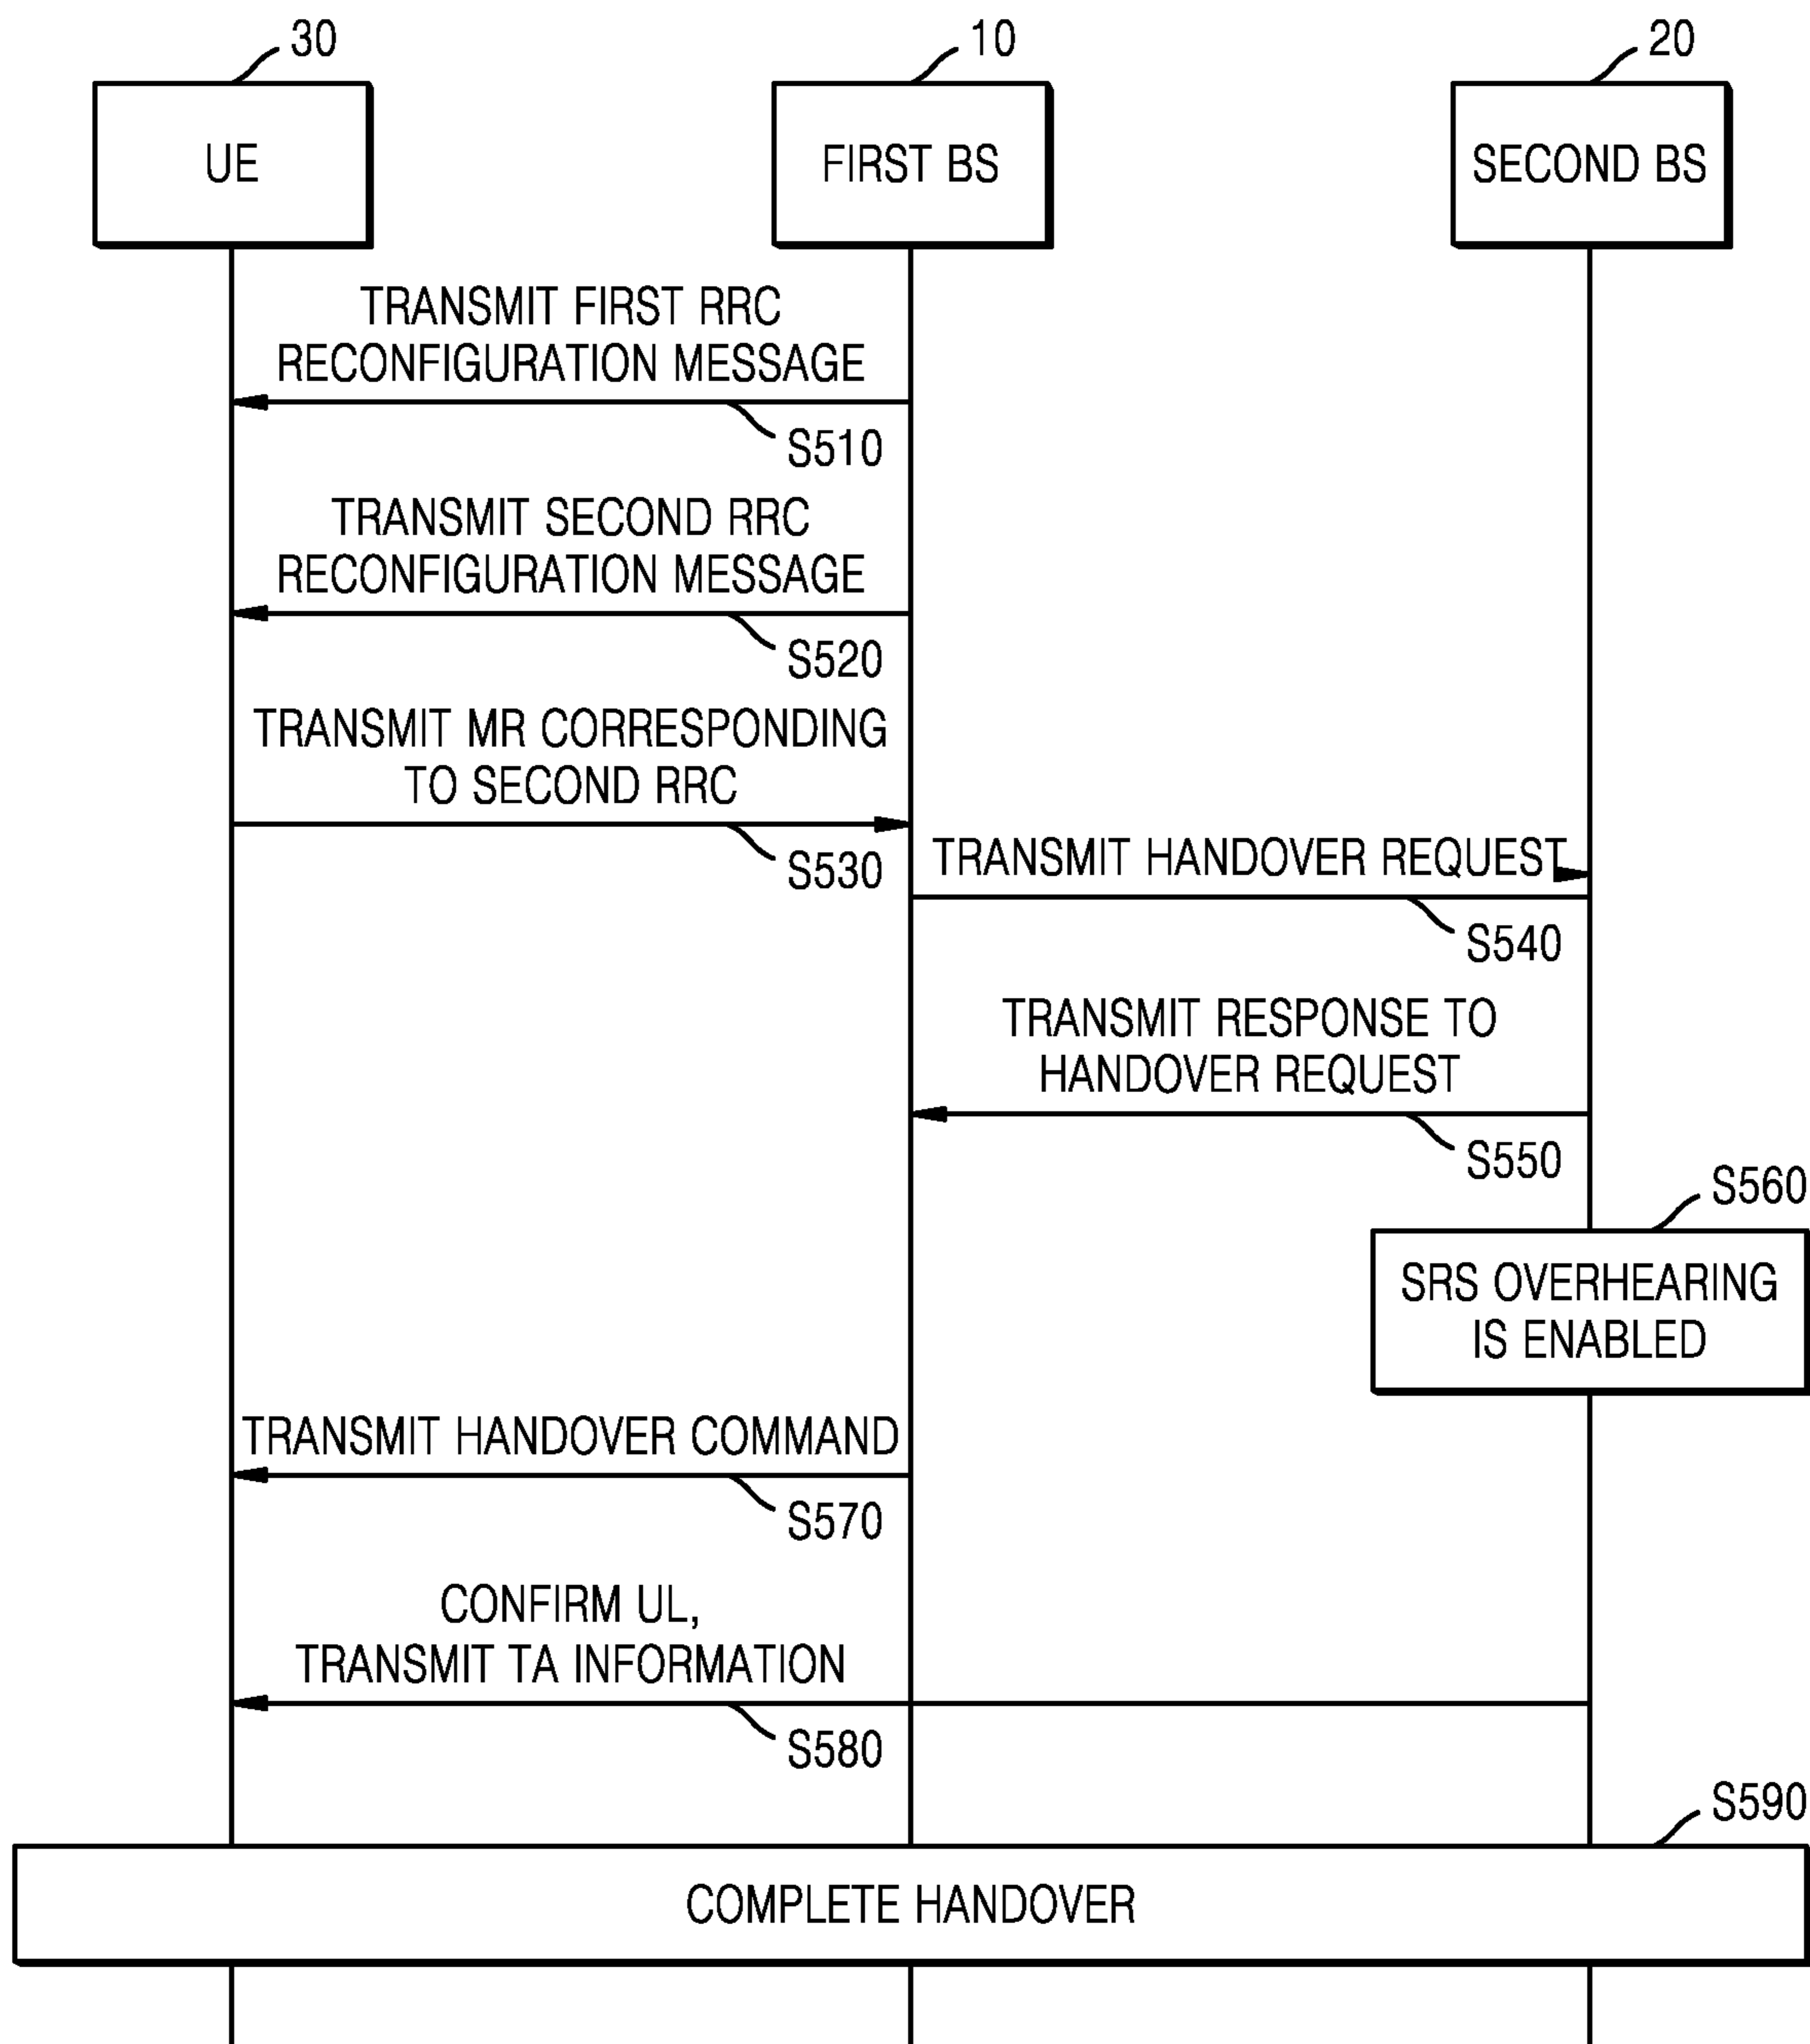 30
10
20
UE
FIRST BS
SECOND BS
TRANSMIT FIRST RRC
RECONFIGURATION MESSAGE
S510
TRANSMIT SECOND RRC
RECONFIGURATION MESSAGE
S520
TRANSMIT MR CORRESPONDING
TO SECOND RRC
S530
TRANSMIT HANDOVER REQUEST
S540
TRANSMIT RESPONSE TO
HANDOVER REQUEST
S550
S560
SRS OVERHEARING
IS ENABLED
TRANSMIT HANDOVER COMMAND
S570
CONFIRM UL,
TRANSMIT TA INFORMATION
S580
S590
COMPLETE HANDOVER